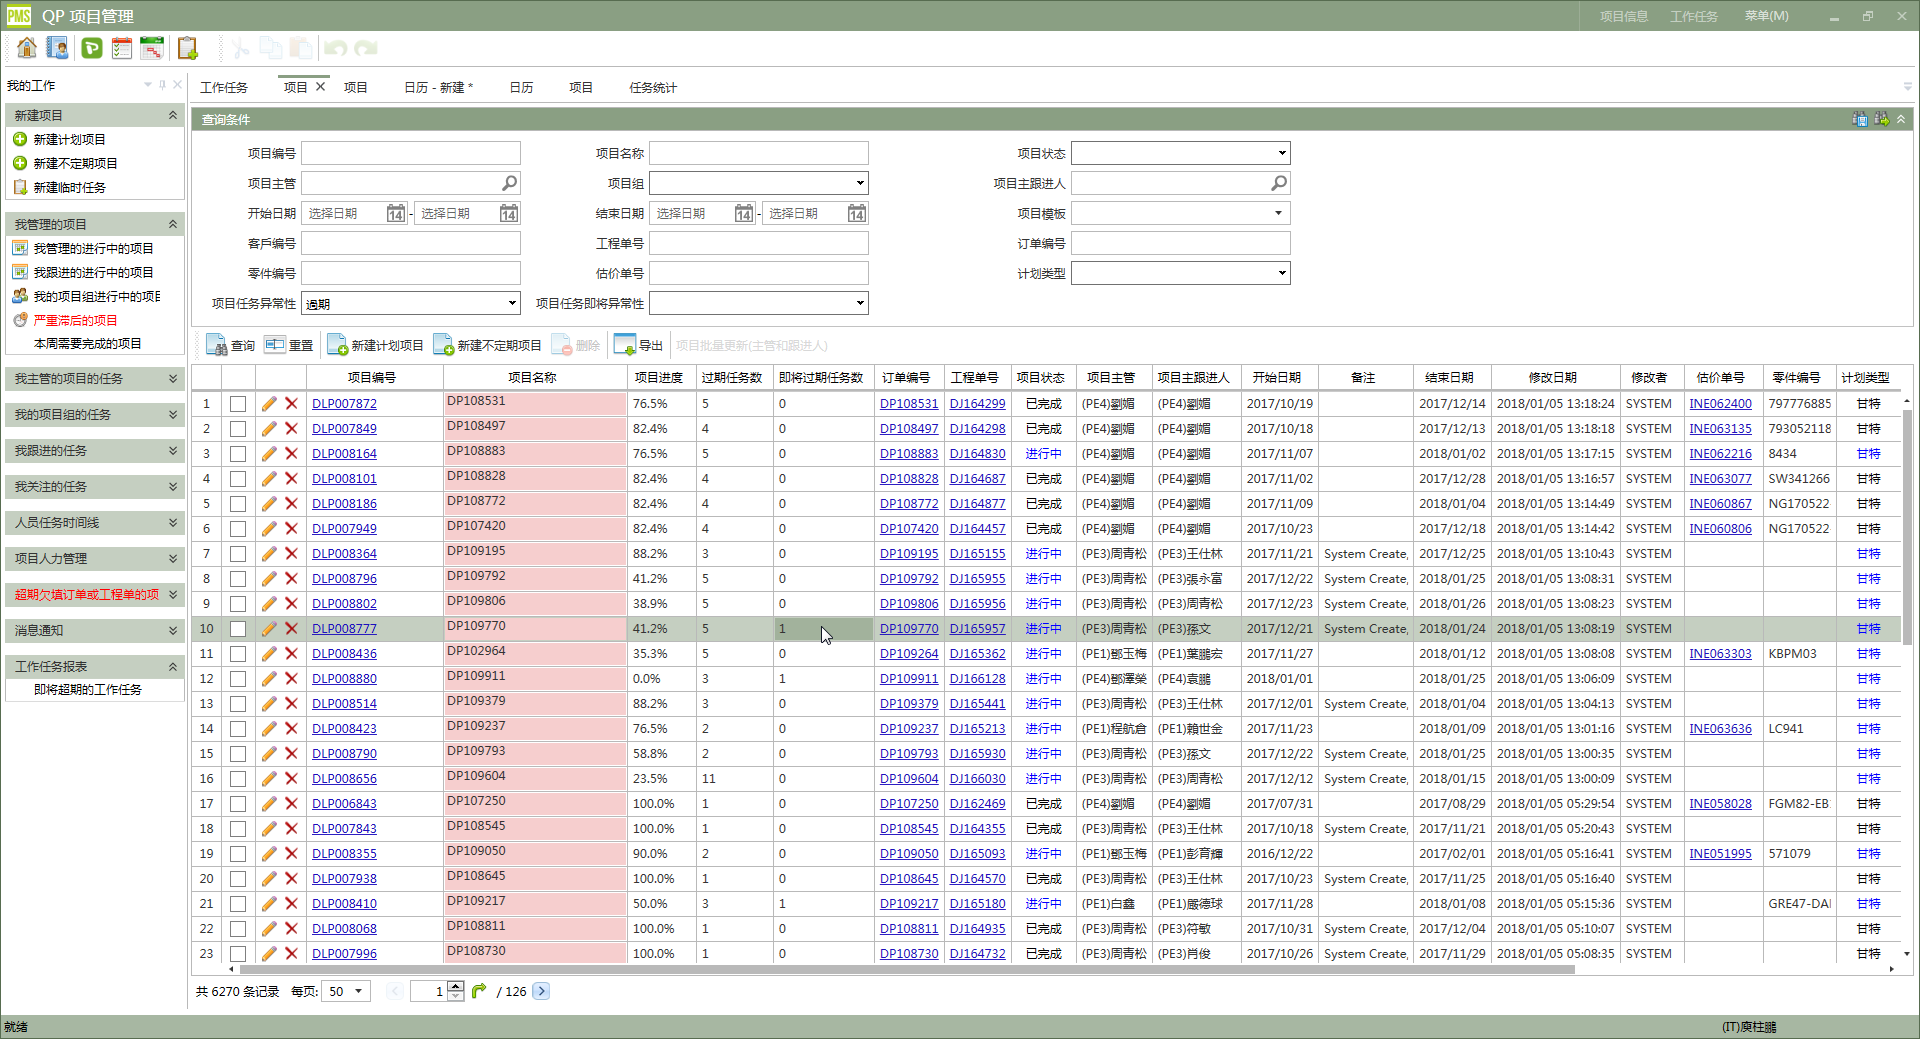 PMS QP 项目管理 项目信息 工作任务 菜单(M)
我的工作
新建项目
新建计划项目
新建不定期项目
新建临时任务
我管理的项目
我管理的进行中的项目
我跟进的进行中的项目
我的项目组进行中的项目
严重滞后的项目
本周需要完成的项目
我主管的项目的任务
我的项目组的任务
我跟进的任务
我关注的任务
人员任务时间线
项目人力管理
超期欠填订单或工程单的项
消息通知
工作任务报表
即将超期的工作任务
工作任务 项目 项目 日历 - 新建 * 日历 项目 任务统计
查询条件
项目编号 项目名称 项目状态
项目主管 项目组 项目主跟进人
开始日期 选择日期 14 - 选择日期 14 结束日期 选择日期 14 - 选择日期 14 项目模板
客戶编号 工程单号 订单编号
零件编号 估价单号 计划类型
项目任务异常性 過期 项目任务即将异常性
查询 重置 新建计划项目 新建不定期项目 删除 导出 项目批量更新(主管和跟进人)
项目编号 项目名称 项目进度 过期任务数 即将过期任务数 订单编号 工程单号 项目状态 项目主管 项目主跟进人 开始日期 备注 结束日期 修改日期 修改者 估价单号 零件编号 计划类型
1 DLP007872 DP108531 76.5% 5 0 DP108531 DJ164299 已完成 (PE4)劉媚 (PE4)劉媚 2017/10/19 2017/12/14 2018/01/05 13:18:24 SYSTEM INE062400 797776885 甘特
2 DLP007849 DP108497 82.4% 4 0 DP108497 DJ164298 已完成 (PE4)劉媚 (PE4)劉媚 2017/10/18 2017/12/13 2018/01/05 13:18:18 SYSTEM INE063135 793052118 甘特
3 DLP008164 DP108883 76.5% 5 0 DP108883 DJ164830 进行中 (PE4)劉媚 (PE4)劉媚 2017/11/07 2018/01/02 2018/01/05 13:17:15 SYSTEM INE062216 8434 甘特
4 DLP008101 DP108828 82.4% 4 0 DP108828 DJ164687 已完成 (PE4)劉媚 (PE4)劉媚 2017/11/02 2017/12/28 2018/01/05 13:16:57 SYSTEM INE063077 SW341266 甘特
5 DLP008186 DP108772 82.4% 4 0 DP108772 DJ164877 已完成 (PE4)劉媚 (PE4)劉媚 2017/11/09 2018/01/04 2018/01/05 13:14:49 SYSTEM INE060867 NG170522 甘特
6 DLP007949 DP107420 82.4% 4 0 DP107420 DJ164457 已完成 (PE4)劉媚 (PE4)劉媚 2017/10/23 2017/12/18 2018/01/05 13:14:42 SYSTEM INE060806 NG170522 甘特
7 DLP008364 DP109195 88.2% 3 0 DP109195 DJ165155 进行中 (PE3)周青松 (PE3)王仕林 2017/11/21 System Create, 2017/12/25 2018/01/05 13:10:43 SYSTEM 甘特
8 DLP008796 DP109792 41.2% 5 0 DP109792 DJ165955 进行中 (PE3)周青松 (PE3)張永富 2017/12/22 System Create, 2018/01/25 2018/01/05 13:08:31 SYSTEM 甘特
9 DLP008802 DP109806 38.9% 5 0 DP109806 DJ165956 进行中 (PE3)周青松 (PE3)周青松 2017/12/23 System Create, 2018/01/26 2018/01/05 13:08:23 SYSTEM 甘特
10 DLP008777 DP109770 41.2% 5 1 DP109770 DJ165957 进行中 (PE3)周青松 (PE3)孫文 2017/12/21 System Create, 2018/01/24 2018/01/05 13:08:19 SYSTEM 甘特
11 DLP008436 DP102964 35.3% 5 0 DP109264 DJ165362 进行中 (PE1)鄧玉梅 (PE1)葉鵬宏 2017/11/27 2018/01/12 2018/01/05 13:08:08 SYSTEM INE063303 KBPM03 甘特
12 DLP008880 DP109911 0.0% 3 1 DP109911 DJ166128 进行中 (PE4)鄧澤榮 (PE4)袁鵬 2018/01/01 2018/01/25 2018/01/05 13:06:09 SYSTEM 甘特
13 DLP008514 DP109379 88.2% 3 0 DP109379 DJ165441 进行中 (PE3)周青松 (PE3)王仕林 2017/12/01 System Create, 2018/01/04 2018/01/05 13:04:13 SYSTEM 甘特
14 DLP008423 DP109237 76.5% 2 0 DP109237 DJ165213 进行中 (PE1)程航倉 (PE1)賴世金 2017/11/23 2018/01/09 2018/01/05 13:01:16 SYSTEM INE063636 LC941 甘特
15 DLP008790 DP109793 58.8% 2 0 DP109793 DJ165930 进行中 (PE3)周青松 (PE3)孫文 2017/12/22 System Create, 2018/01/25 2018/01/05 13:00:35 SYSTEM 甘特
16 DLP008656 DP109604 23.5% 11 0 DP109604 DJ166030 进行中 (PE3)周青松 (PE3)周青松 2017/12/12 System Create, 2018/01/15 2018/01/05 13:00:09 SYSTEM 甘特
17 DLP006843 DP107250 100.0% 1 0 DP107250 DJ162469 已完成 (PE4)劉媚 (PE4)劉媚 2017/07/31 2017/08/29 2018/01/05 05:29:54 SYSTEM INE058028 FGM82-EB 甘特
18 DLP007843 DP108545 100.0% 1 0 DP108545 DJ164355 已完成 (PE3)周青松 (PE3)王仕林 2017/10/18 System Create, 2017/11/21 2018/01/05 05:20:43 SYSTEM 甘特
19 DLP008355 DP109050 90.0% 2 0 DP109050 DJ165093 进行中 (PE1)鄧玉梅 (PE1)彭育輝 2016/12/22 2017/02/01 2018/01/05 05:16:41 SYSTEM INE051995 571079 甘特
20 DLP007938 DP108645 100.0% 1 0 DP108645 DJ164570 已完成 (PE3)周青松 (PE3)王仕林 2017/10/23 System Create, 2017/11/25 2018/01/05 05:16:40 SYSTEM 甘特
21 DLP008410 DP109217 50.0% 3 1 DP109217 DJ165180 进行中 (PE1)白鑫 (PE1)嚴德球 2017/11/28 2018/01/08 2018/01/05 05:15:36 SYSTEM GRE47-DA 甘特
22 DLP008068 DP108811 100.0% 1 0 DP108811 DJ164935 已完成 (PE3)周青松 (PE3)符敏 2017/10/31 System Create, 2017/12/04 2018/01/05 05:10:07 SYSTEM 甘特
23 DLP007996 DP108730 100.0% 1 0 DP108730 DJ164732 已完成 (PE3)周青松 (PE3)肖俊 2017/10/26 System Create, 2017/11/29 2018/01/05 05:08:35 SYSTEM 甘特
共 6270 条记录 每页: 50 1 / 126
就绪 (IT)庾柱鵬